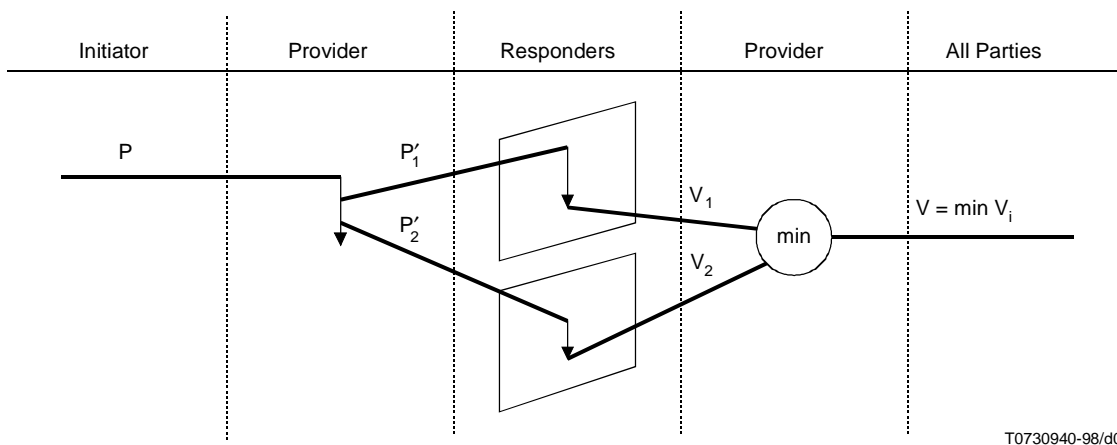 Initiator Provider Responders Provider All Parties
P
P′1
P′2
V1
V2
min
V = min Vi
T0730940-98/d0